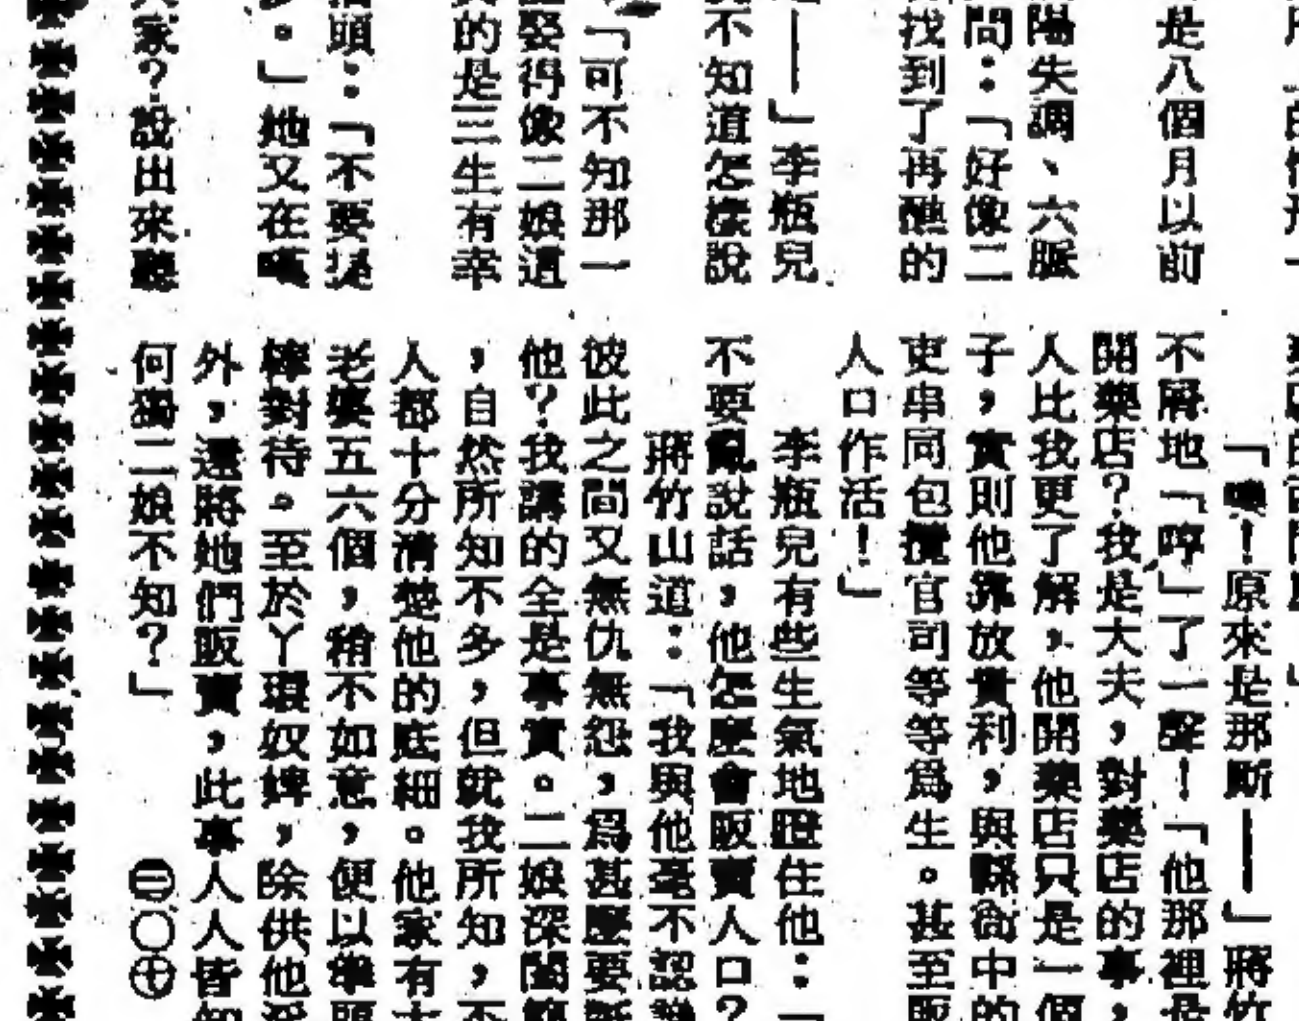 是八個月以前
陽失調、六脈
問：「好像二
找到了再醮的
——」李瓶兒
不知道怎樣說
「可不知那一
娶得像二娘這
的是三生有幸
頭：「不要提
。」她又在嘆
家？說出來聽
「噢！原來是那斯——」蔣竹
不屑地「哼」了一聲！「他那裡是
開藥店？我是大夫，對藥店的事，
人比我更了解，他開藥店只是一個
子，實則他靠放貴利，與縣衙中的
吏串同包攬官司等等為生。甚至販
人口作活！」
李瓶兒有些生氣地瞪住他：「
不要亂說話，他怎麼會販賣人口？
蔣竹山道：「我與他毫不認識
彼此之間又無仇無怨，為甚麼要
他？我講的全是事實。二娘深閨
，自然所知不多，但就我所知，不
人都十分清楚他的底細。他家有大
老婆五六個，稍不如意，便以拳頭
棒對待。至於丫環奴婢，除供他淫
外，還將她們販賣，此事人人皆知
何獨二娘不知？」
㊂〇㊉